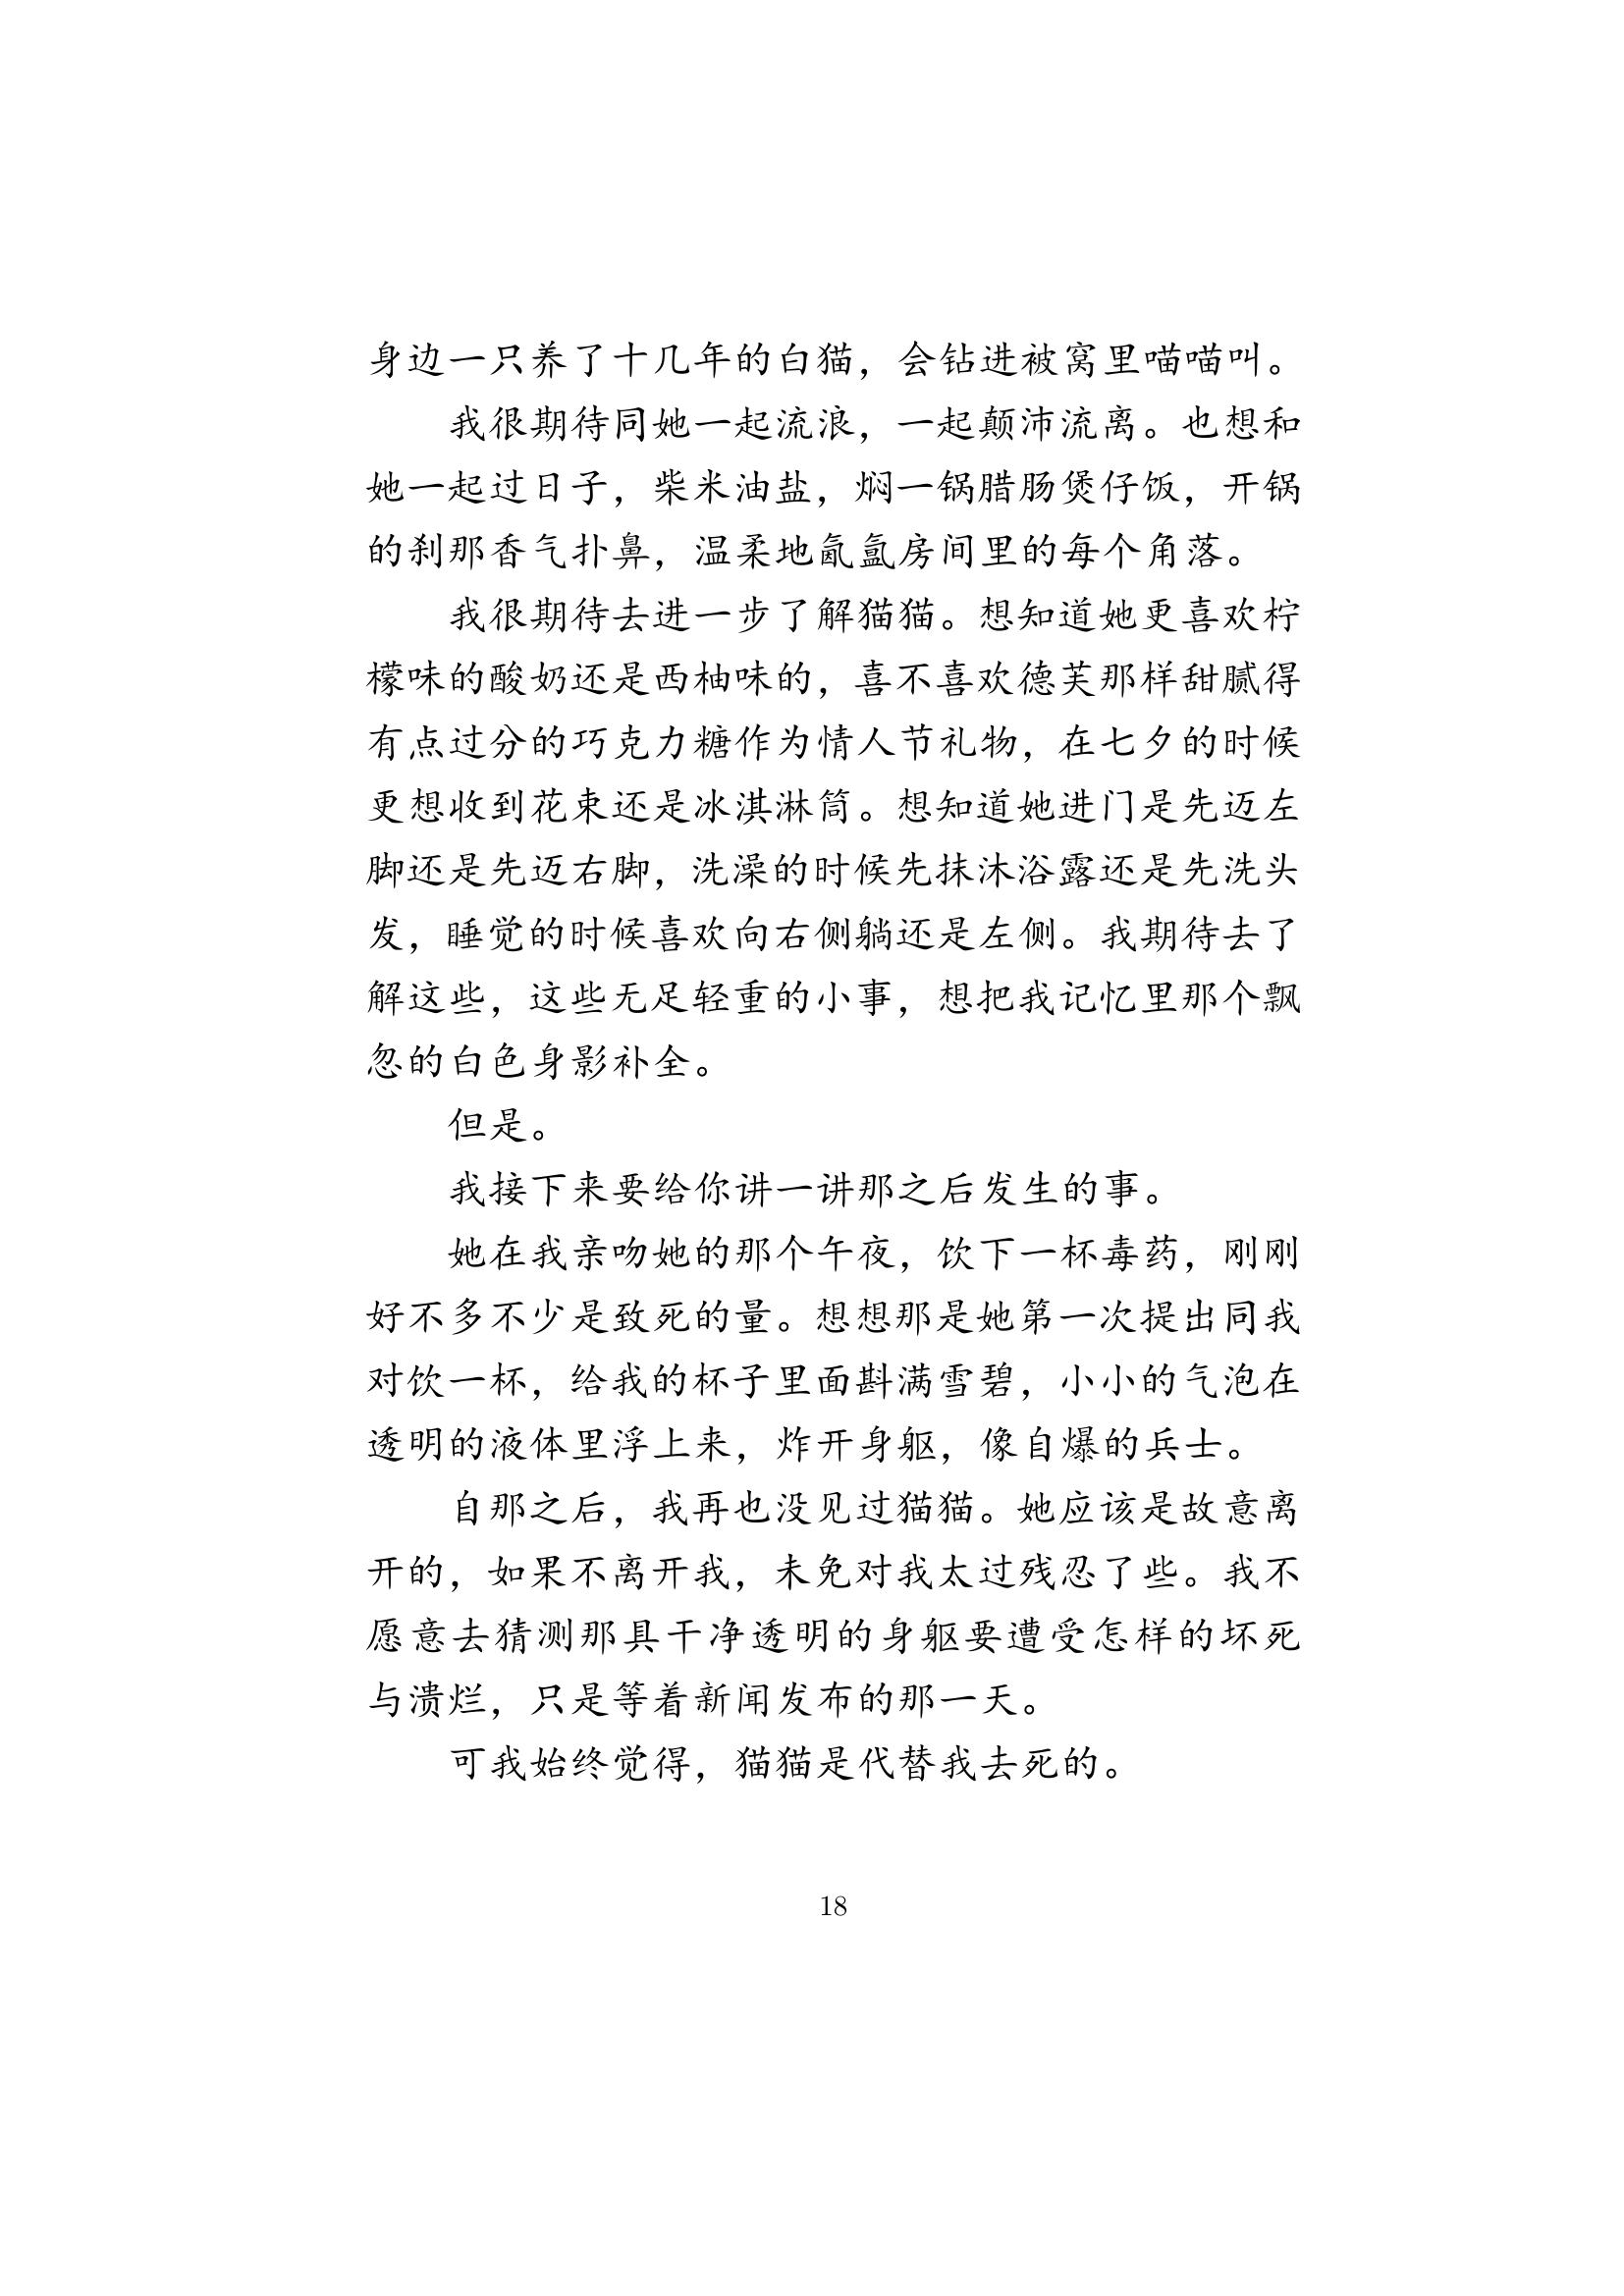 身边一只养了十几年的白猫，会钻进被窝里喵喵叫。
我很期待同她一起流浪，一起颠沛流离。也想和
她一起过日子，柴米油盐，焖一锅腊肠煲仔饭，开锅
的刹那香气扑鼻，温柔地氤氲房间里的每个角落。
我很期待去进一步了解猫猫。想知道她更喜欢柠
檬味的酸奶还是西柚味的，喜不喜欢德芙那样甜腻得
有点过分的巧克力糖作为情人节礼物，在七夕的时候
更想收到花束还是冰淇淋筒。想知道她进门是先迈左
脚还是先迈右脚，洗澡的时候先抹沐浴露还是先洗头
发，睡觉的时候喜欢向右侧躺还是左侧。我期待去了
解这些，这些无足轻重的小事，想把我记忆里那个飘
忽的白色身影补全。
但是。
我接下来要给你讲一讲那之后发生的事。
她在我亲吻她的那个午夜，饮下一杯毒药，刚刚
好不多不少是致死的量。想想那是她第一次提出同我
对饮一杯，给我的杯子里面斟满雪碧，小小的气泡在
透明的液体里浮上来，炸开身躯，像自爆的兵士。
自那之后，我再也没见过猫猫。她应该是故意离
开的，如果不离开我，未免对我太过残忍了些。我不
愿意去猜测那具干净透明的身躯要遭受怎样的坏死
与溃烂，只是等着新闻发布的那一天。
可我始终觉得，猫猫是代替我去死的。
18